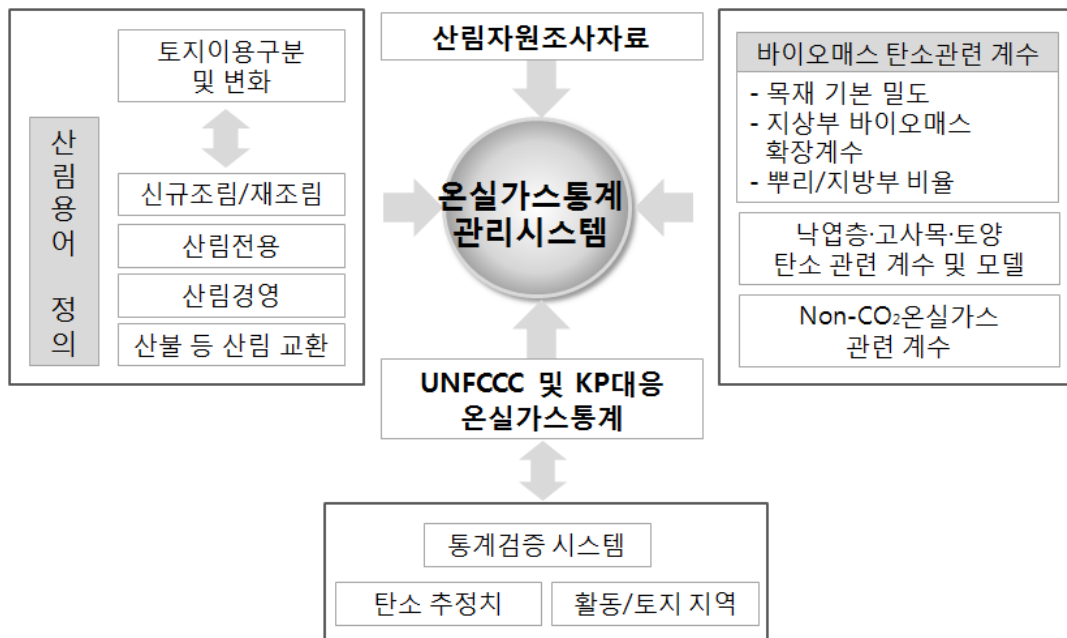 토지이용구분
및 변화
산림용어 정의
신규조림/재조림
산림전용
산림경영
산불 등 산림 교환
산림자원조사자료
온실가스통계
관리시스템
UNFCCC 및 KP대응
온실가스통계
바이오매스 탄소관련 계수
- 목재 기본 밀도
- 지상부 바이오매스
확장계수
- 뿌리/지방부 비율
낙엽층·고사목·토양
탄소 관련 계수 및 모델
Non-CO₂온실가스
관련 계수
통계검증 시스템
탄소 추정치
활동/토지 지역